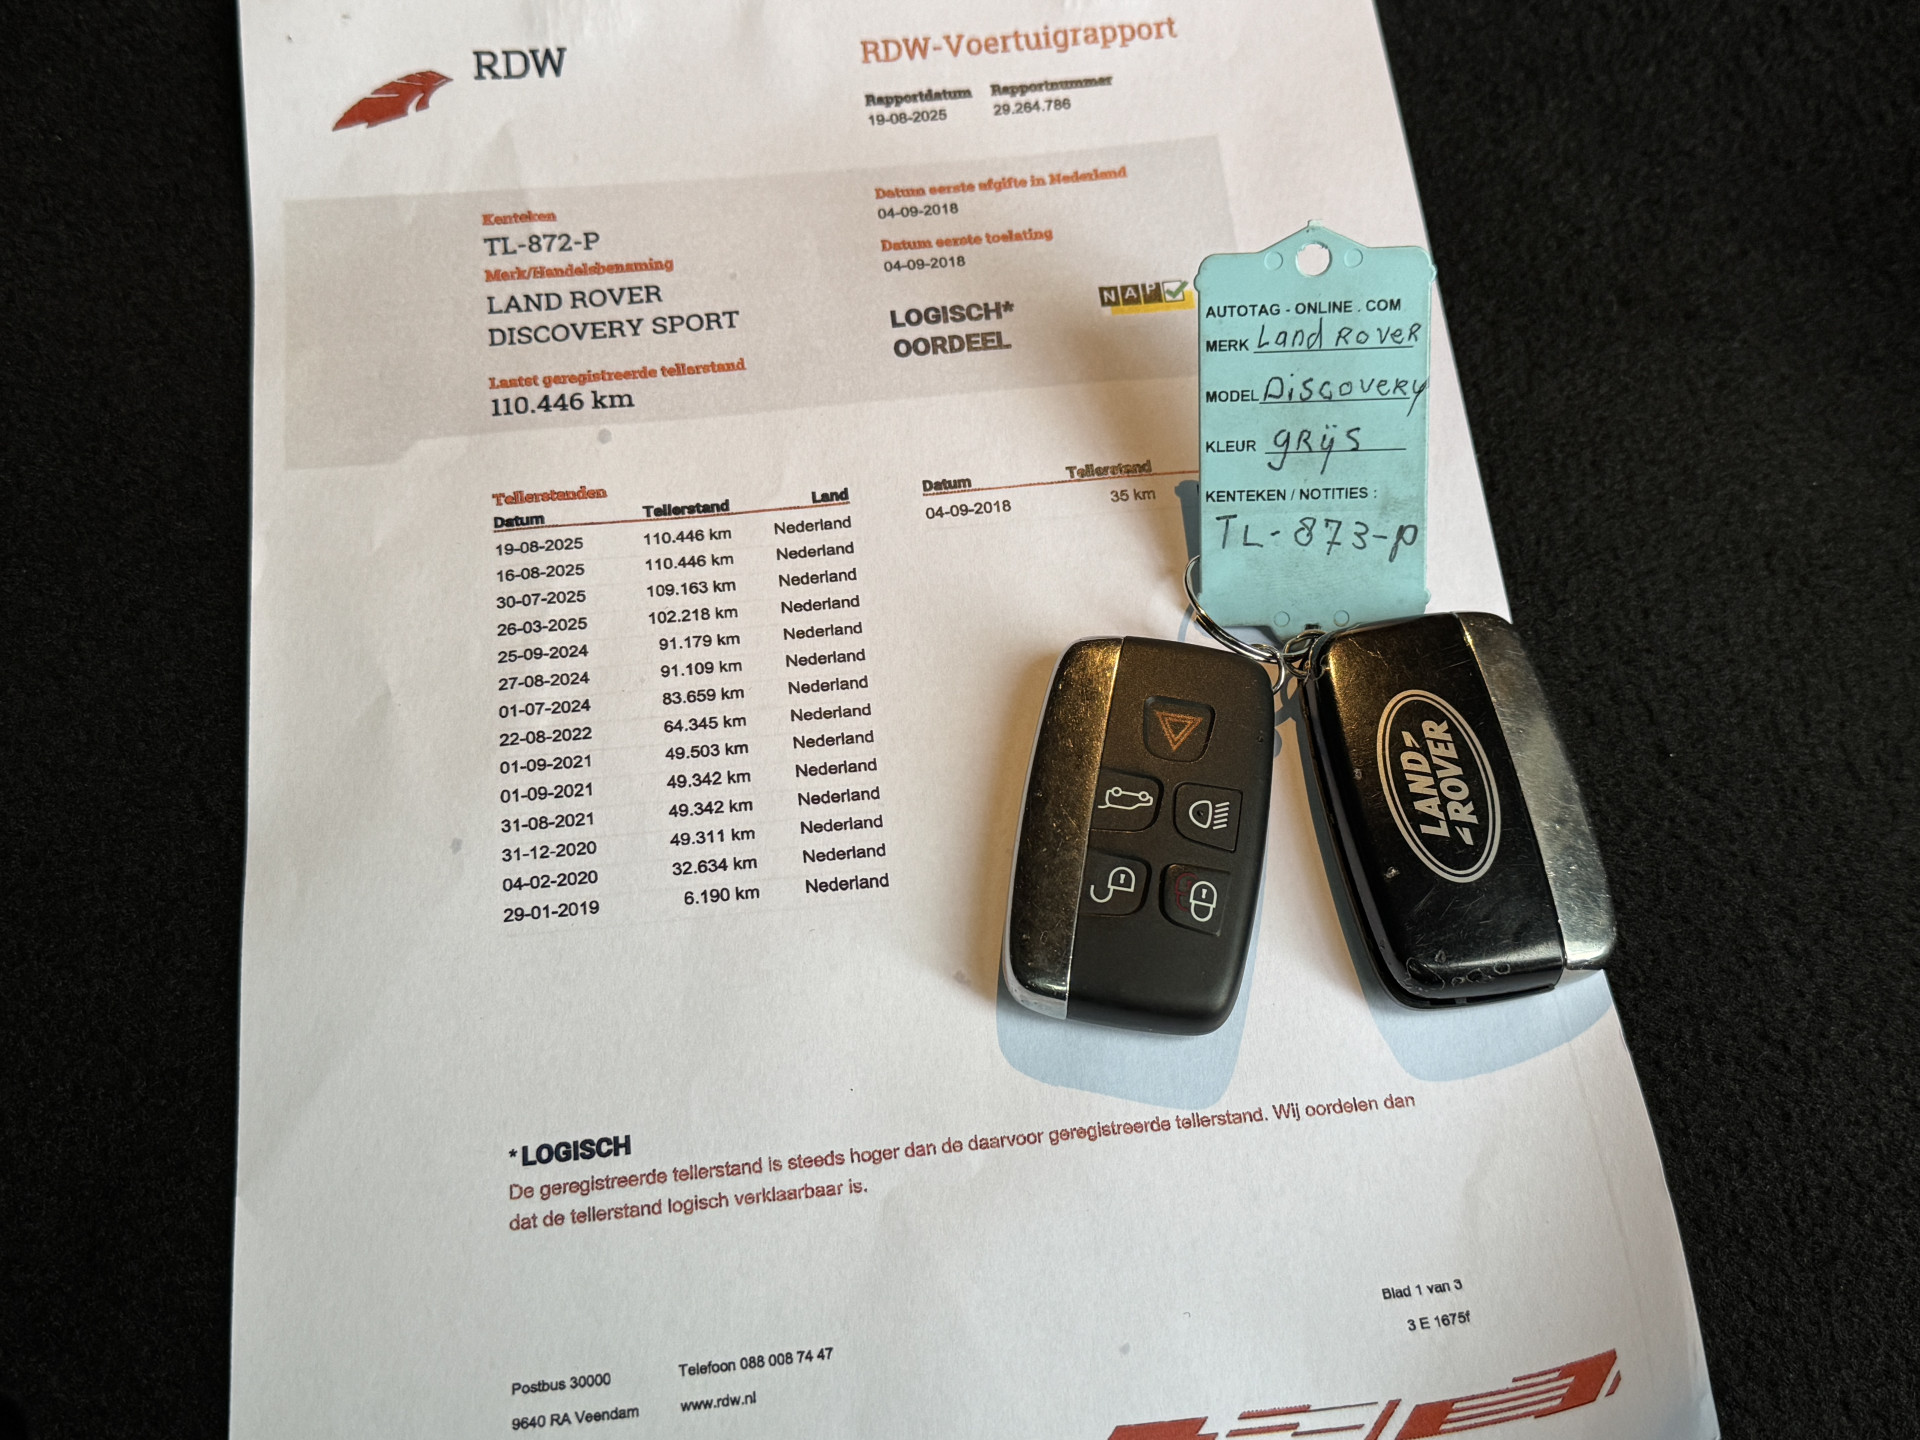 RDW
RDW-Voertuigrapport
Rapportdatum Rapportnummer
19-08-2025 29.264.786
Kenteken
TL-872-P
Merk/Handelsbenaming
LAND ROVER
DISCOVERY SPORT
Laatst geregistreerde tellerstand
110.446 km
Datum eerste afgifte in Nederland
04-09-2018
Datum eerste toelating
04-09-2018
LOGISCH*
OORDEEL
NAP
Tellerstanden
Datum Tellerstand Land
19-08-2025 110.446 km Nederland
16-08-2025 110.446 km Nederland
30-07-2025 109.163 km Nederland
26-03-2025 102.218 km Nederland
25-09-2024 91.179 km Nederland
27-08-2024 91.109 km Nederland
01-07-2024 83.659 km Nederland
22-08-2022 64.345 km Nederland
01-09-2021 49.503 km Nederland
01-09-2021 49.342 km Nederland
31-08-2021 49.342 km Nederland
31-12-2020 49.311 km Nederland
04-02-2020 32.634 km Nederland
29-01-2019 6.190 km Nederland
Datum Tellerstand
04-09-2018 35 km
AUTOTAG - ONLINE . COM
MERK Land Rover
MODEL Discovery
KLEUR grijs
KENTEKEN / NOTITIES :
TL-873-p
LAND
ROVER
*LOGISCH
De geregistreerde tellerstand is steeds hoger dan de daarvoor geregistreerde tellerstand. Wij oordelen dan
dat de tellerstand logisch verklaarbaar is.
Blad 1 van 3
3 E 1675f
Postbus 30000 Telefoon 088 008 74 47
9640 RA Veendam www.rdw.nl